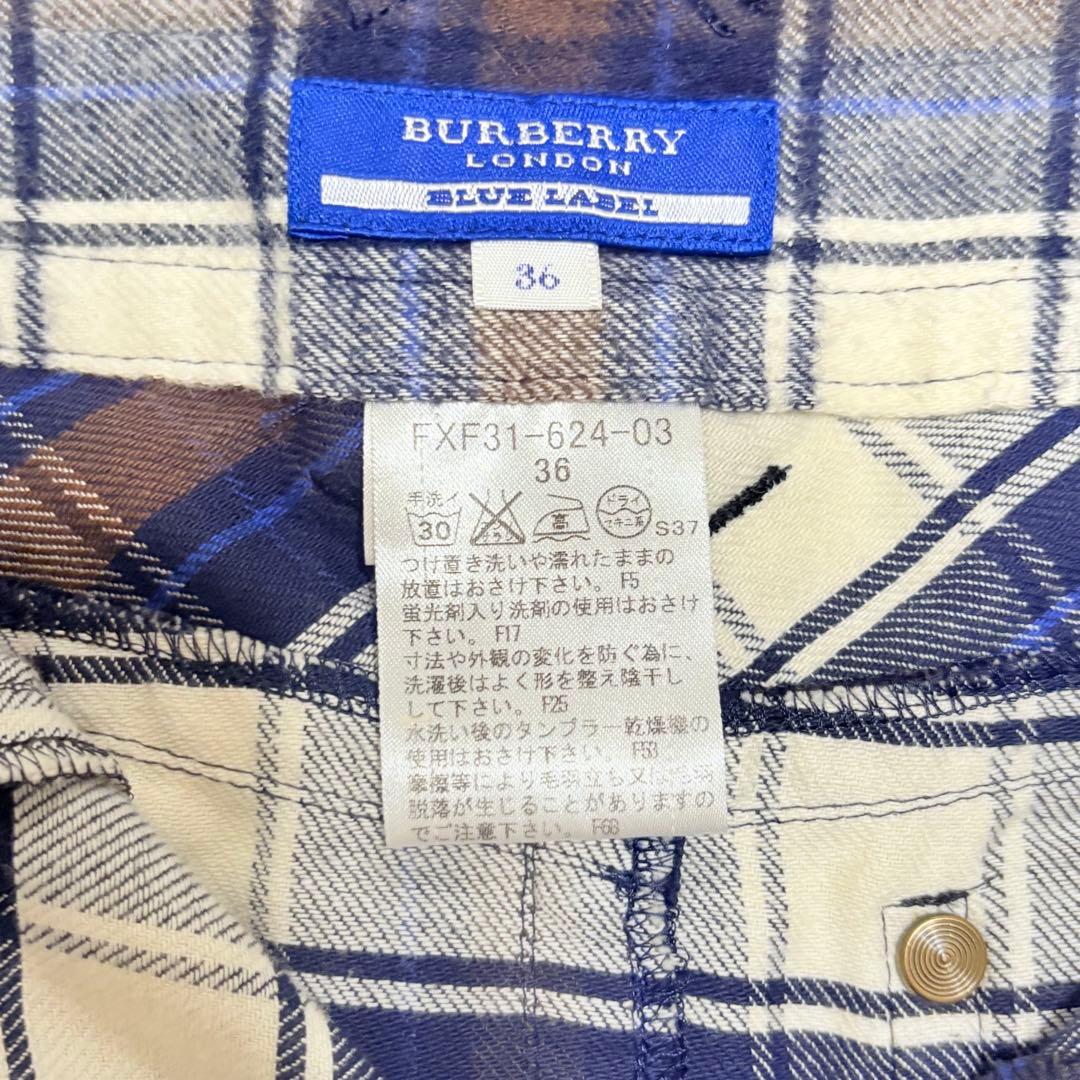 BURBERRY
LONDON
BLUE LABEL
36
FXF31-624-03
36
手洗イ
30
ドライ
セキユ系
S37
つけ置き洗いや濡れたままの
放置はおさけ下さい。F5
蛍光剤入り洗剤の使用はおさけ
下さい。F17
寸法や外観の変化を防ぐ為に、
洗濯後はよく形を整え陰干し
して下さい。F25
水洗い後のタンブラー乾燥機の
使用はおさけ下さい。F53
摩擦等により毛羽立ち又は
脱落が生じることがありますの
でご注意下さい。F68